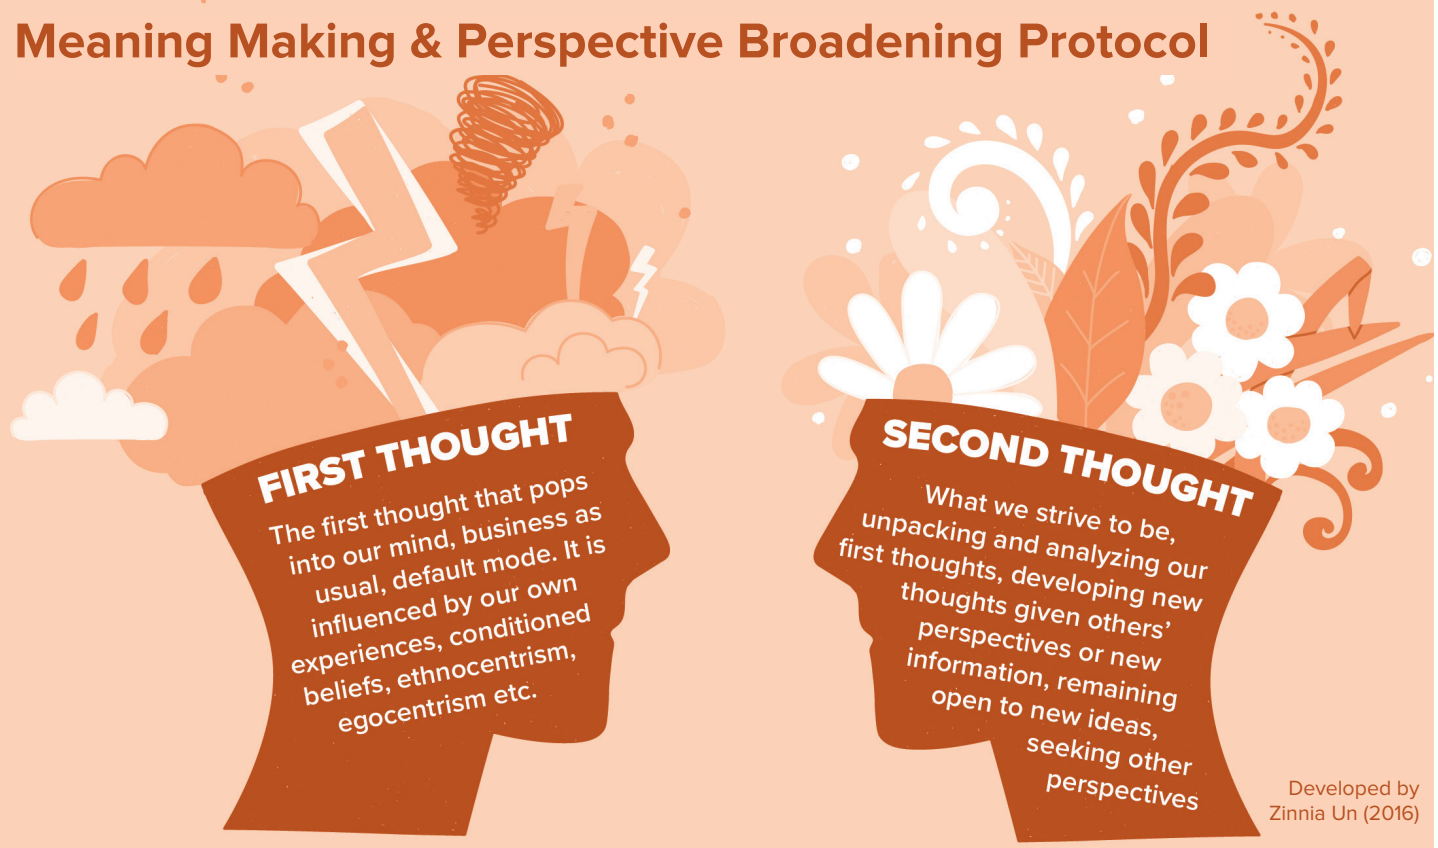 Meaning Making & Perspective Broadening Protocol
FIRST THOUGHT
The first thought that pops
into our mind, business as
usual, default mode. It is
influenced by our own
experiences, conditioned
beliefs, ethnocentrism,
egocentrism etc.
SECOND THOUGHT
What we strive to be,
unpacking and analyzing our
first thoughts, developing new
thoughts given others’
perspectives or new
information, remaining
open to new ideas,
seeking other
perspectives
Developed by
Zinnia Un (2016)